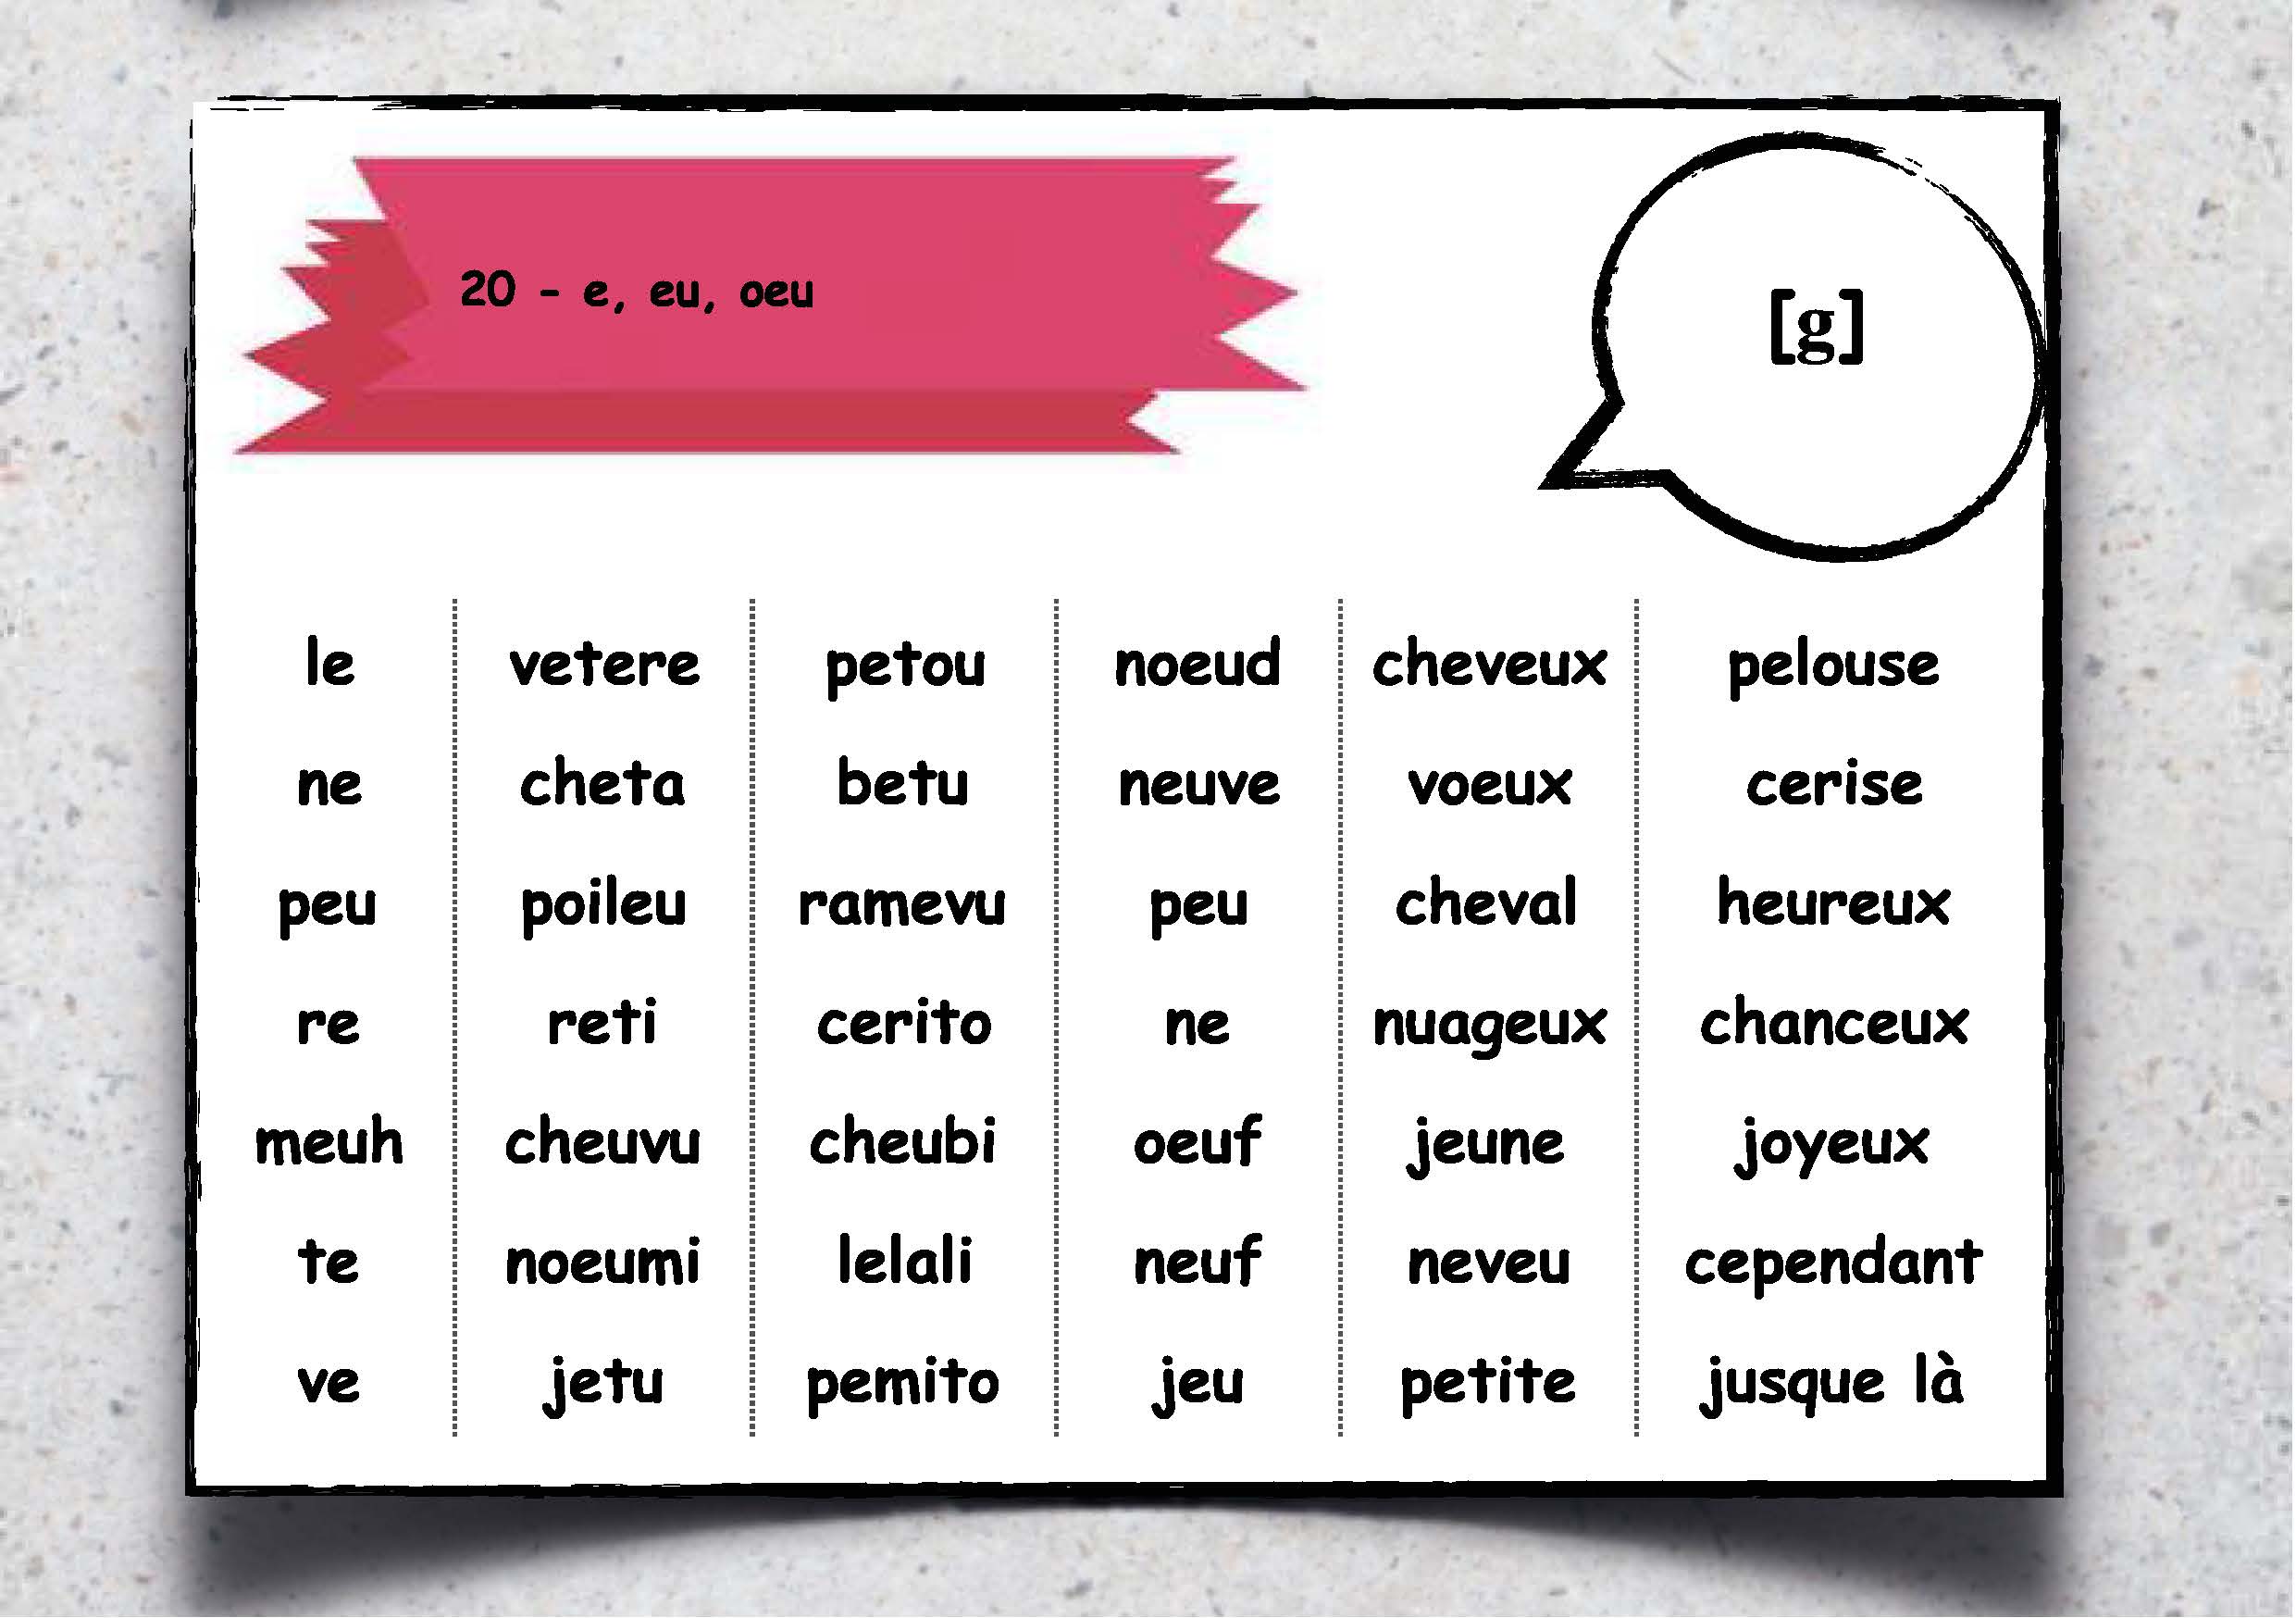 20 - e, eu, oeu
[g]
le vetere petou noeud cheveux pelouse
ne cheta betu neuve voeux cerise
peu poileu ramevu peu cheval heureux
re reti cerito ne nuageux chanceux
meuh cheuvu cheubi oeuf jeune joyeux
te noeumi lelali neuf neveu cependant
ve jetu pemito jeu petite jusque là